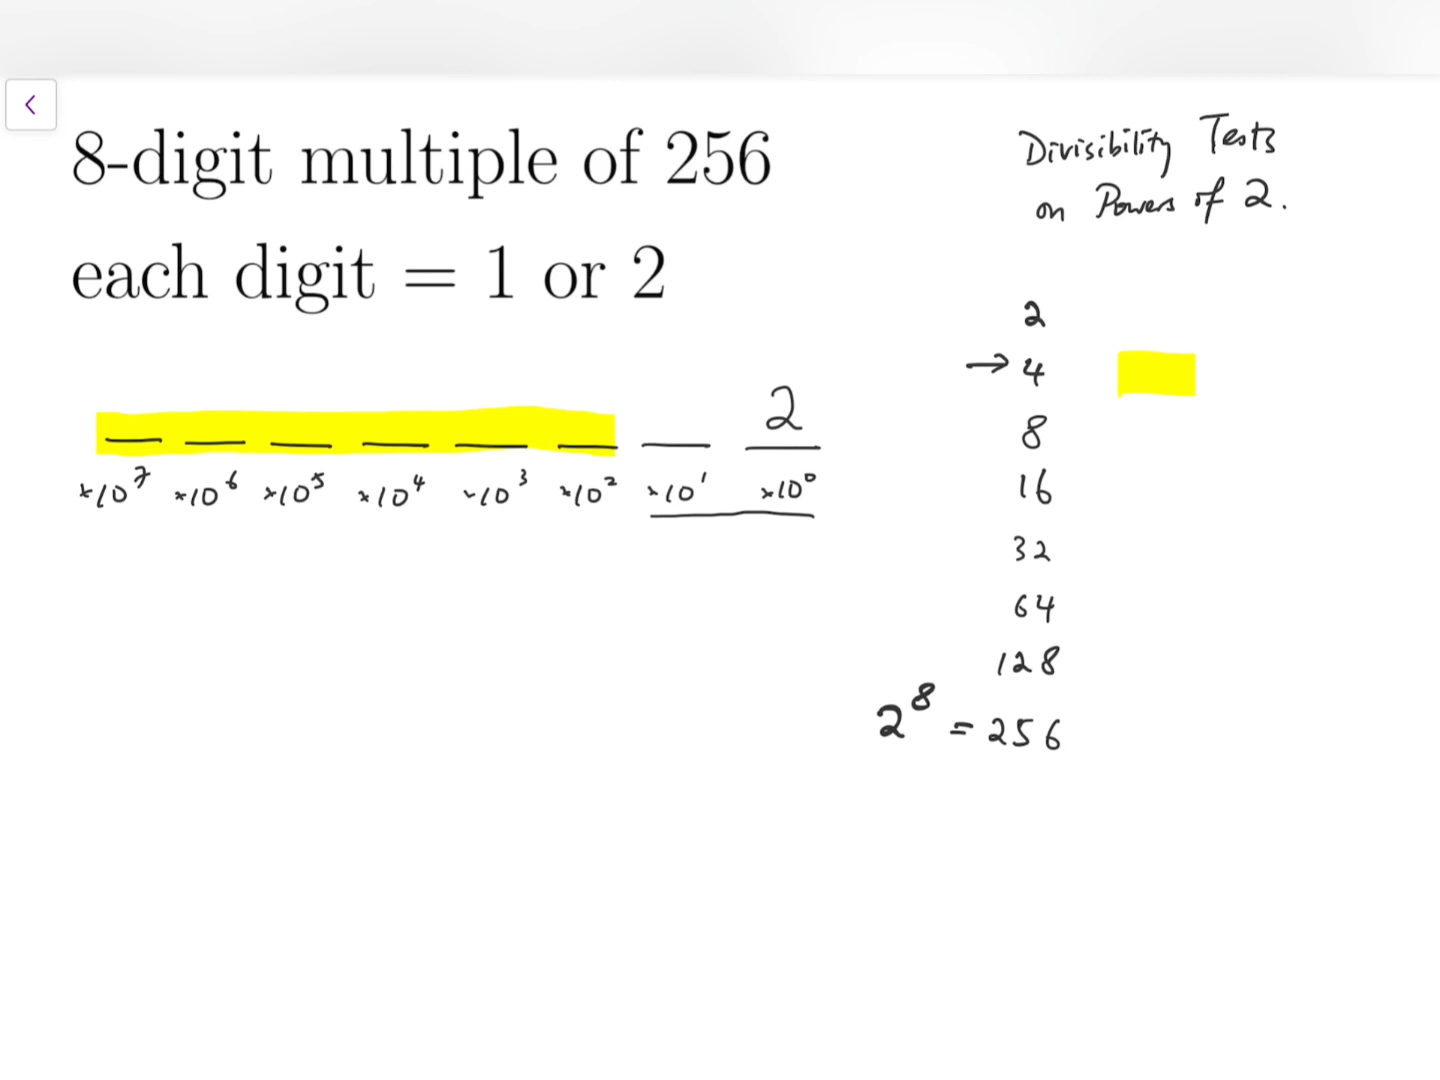 8-digit multiple of 256
each digit = 1 or 2
Divisibility Tests
on Powers of 2.
2
×10⁷ ×10⁶ ×10⁵ ×10⁴ ×10³ ×10² ×10¹ ×10⁰
2
→ 4
8
16
32
64
128
2⁸ = 256